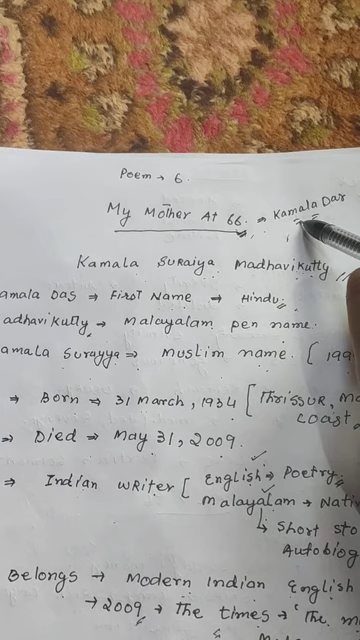 Poem → 6.
My Mother At 66. ⇒ Kamala Das
Kamala Suraiya Madhavikutty
amala Das ⇒ First Name → Hindu.
adhavikutty → Malayalam pen name.
amala Surayya ⇒ Muslim name. [199
⇒ Born → 31 March, 1934 [Thrissur, Ma
coast
⇒ Died ⇒ May 31, 2009.
⇒ Indian writer [ English → Poetry.
Malayalam → Nati
↳ Short sto
Autobiog
Belongs → Modern Indian English
→ 2009 → The times → 'The m